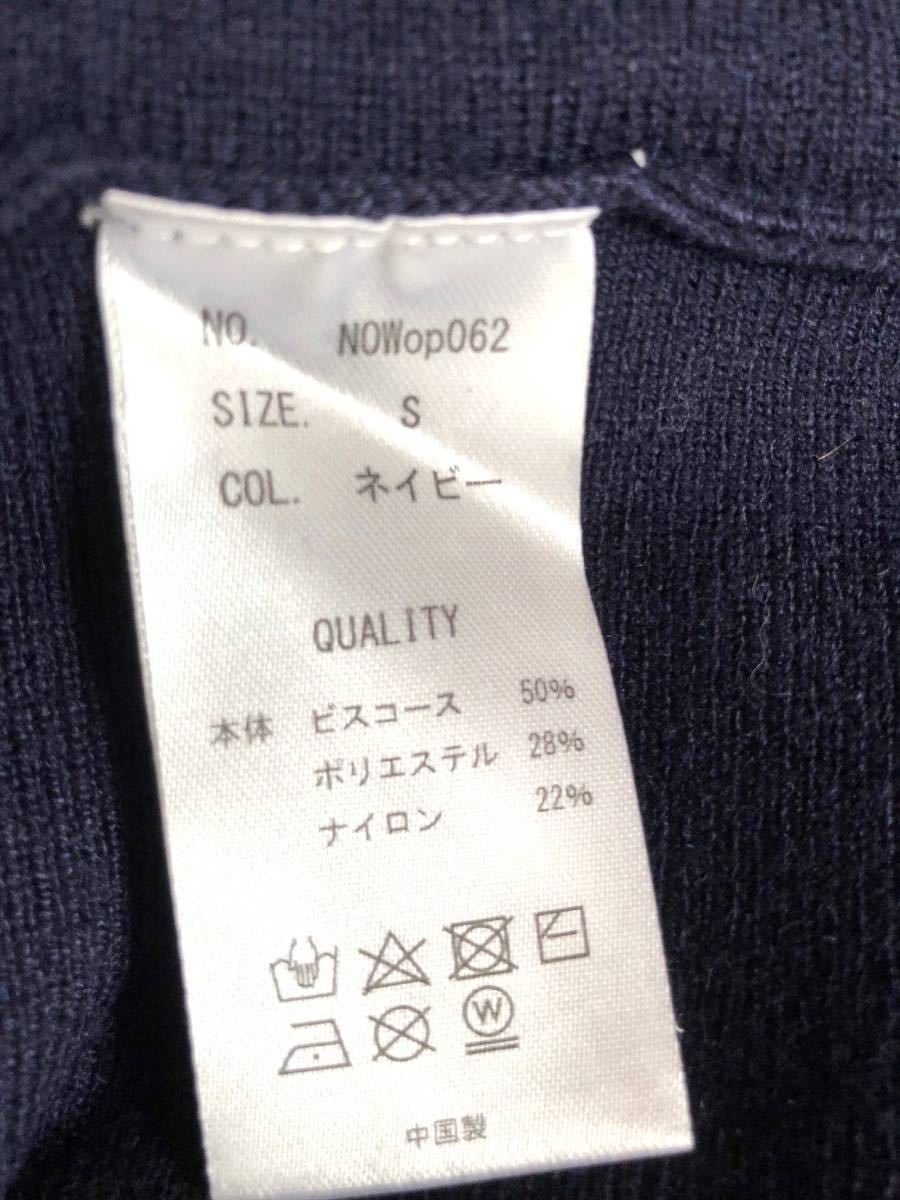 NO. NOWop062
SIZE. S
COL. ネイビー
QUALITY
本体 ビスコース 50%
ポリエステル 28%
ナイロン 22%
W
中国製